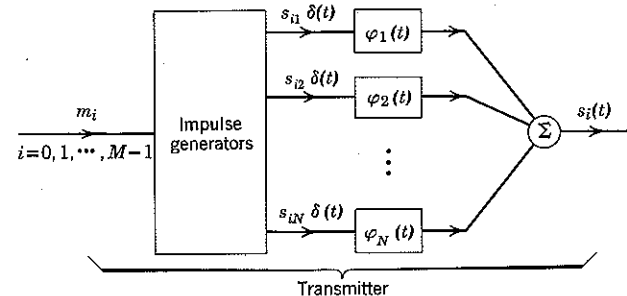 s_{i1} δ(t)
φ_1(t)
s_{i2} δ(t)
φ_2(t)
m_i
i=0, 1, ⋯, M−1
Impulse
generators
Σ
s_i(t)
⋮
s_{iN} δ(t)
φ_N(t)
Transmitter